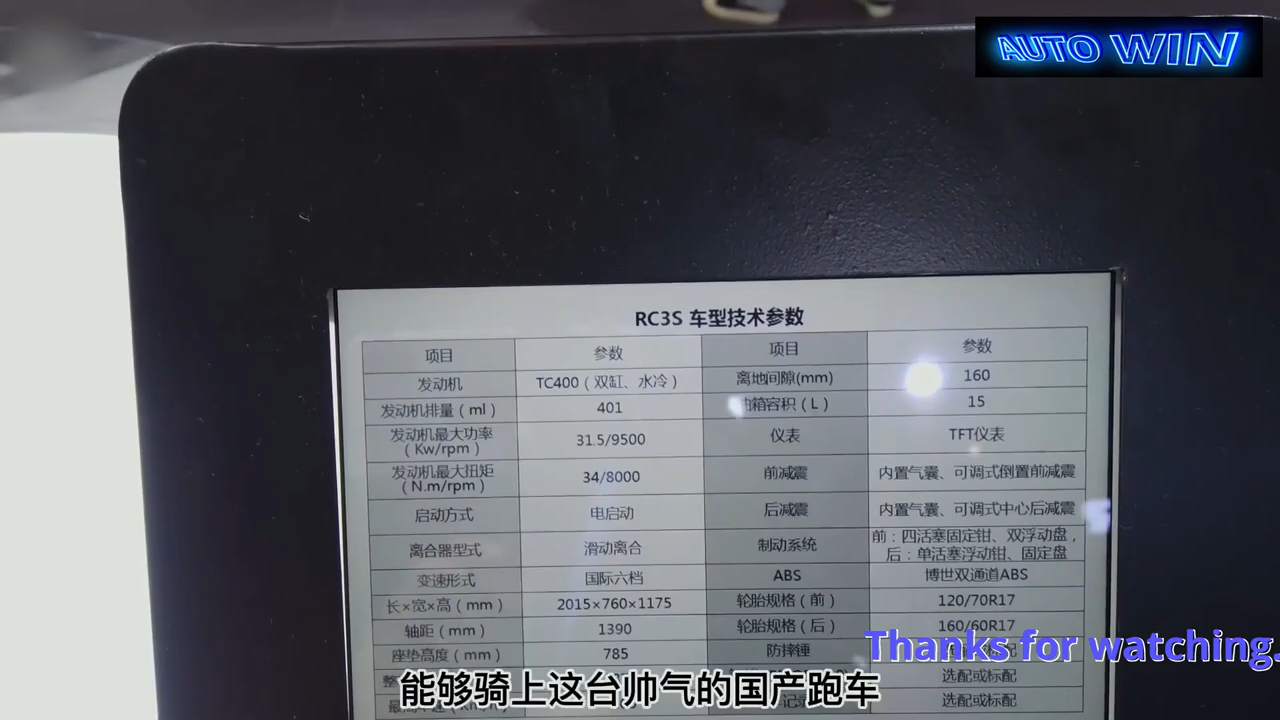 AUTO WIN
RC3S 车型技术参数
项目 参数 项目 参数
发动机 TC400（双缸、水冷） 离地间隙(mm) 160
发动机排量（ml） 401 油箱容积（L） 15
发动机最大功率
（Kw/rpm） 31.5/9500 仪表 TFT仪表
发动机最大扭矩
（N.m/rpm） 34/8000 前减震 内置气囊、可调式倒置前减震
启动方式 电启动 后减震 内置气囊、可调式中心后减震
离合器型式 滑动离合 制动系统 前：四活塞固定钳、双浮动盘，
后：单活塞浮动钳、固定盘
变速形式 国际六档 ABS 博世双通道ABS
长×宽×高（mm） 2015×760×1175 轮胎规格（前） 120/70R17
轴距（mm） 1390 轮胎规格（后） 160/60R17
座垫高度（mm） 785 防摔锤
选配或标配
选配或标配
Thanks for watching.
能够骑上这台帅气的国产跑车